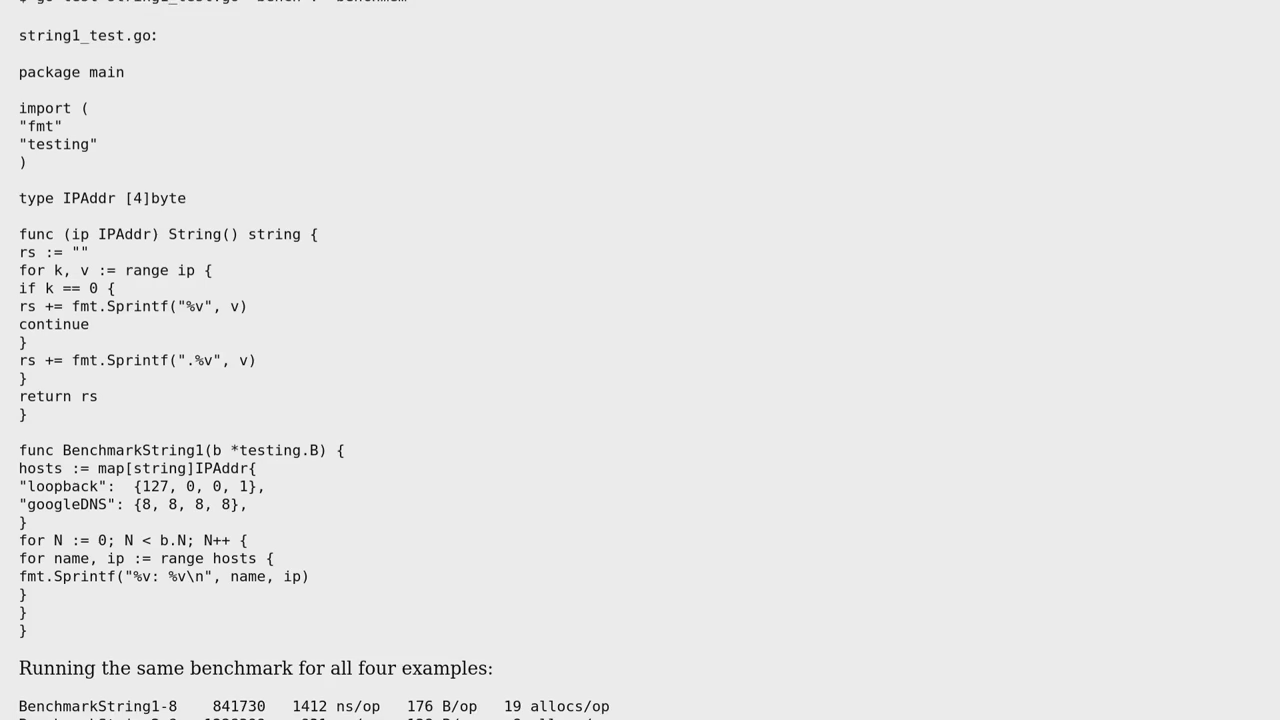 string1_test.go:
package main
import (
"fmt"
"testing"
)
type IPAddr [4]byte
func (ip IPAddr) String() string {
rs := ""
for k, v := range ip {
if k == 0 {
rs += fmt.Sprintf("%v", v)
continue
}
rs += fmt.Sprintf(".%v", v)
}
return rs
}
func BenchmarkString1(b *testing.B) {
hosts := map[string]IPAddr{
"loopback":  {127, 0, 0, 1},
"googleDNS": {8, 8, 8, 8},
}
for N := 0; N < b.N; N++ {
for name, ip := range hosts {
fmt.Sprintf("%v: %v\n", name, ip)
}
}
}
Running the same benchmark for all four examples:
BenchmarkString1-8    841730   1412 ns/op   176 B/op   19 allocs/op